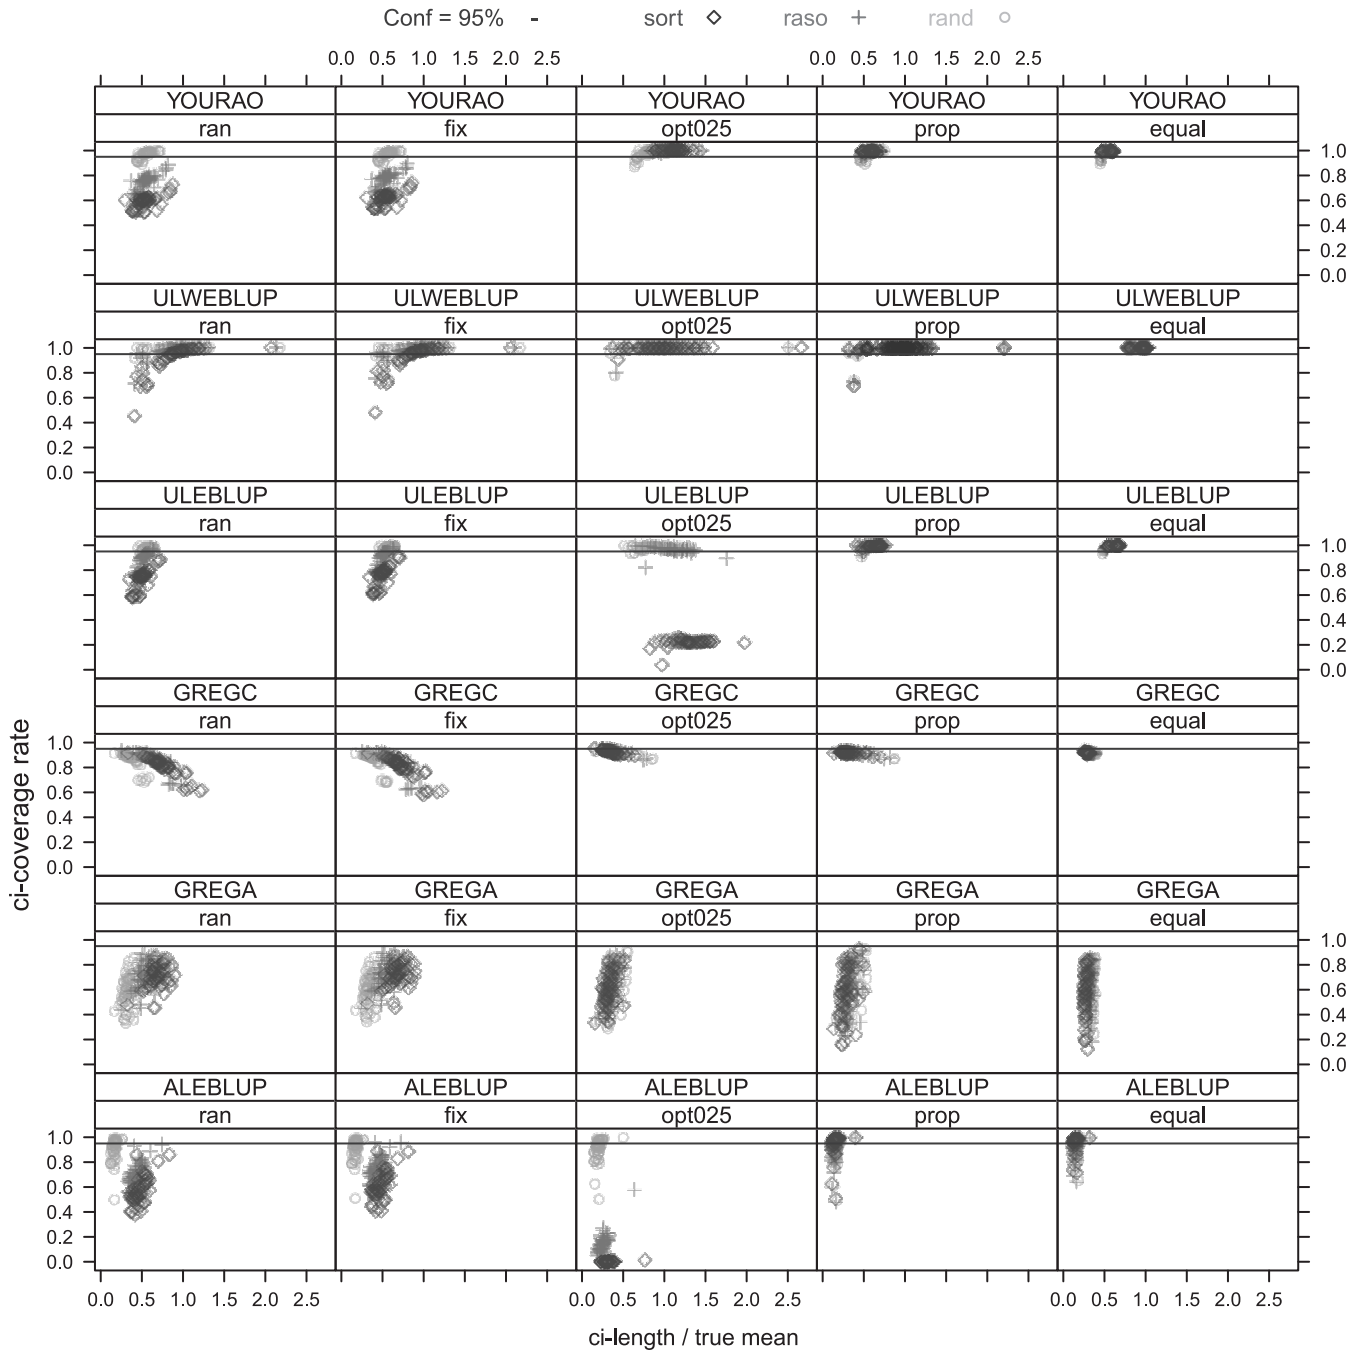 Conf = 95% - sort raso rand
0.0 0.5 1.0 1.5 2.0 2.5 0.0 0.5 1.0 1.5 2.0 2.5
YOURAO YOURAO YOURAO YOURAO YOURAO
ran fix opt025 prop equal
1.0
0.8
0.6
0.4
0.2
0.0
ULWEBLUP ULWEBLUP ULWEBLUP ULWEBLUP ULWEBLUP
ran fix opt025 prop equal
1.0
0.8
0.6
0.4
0.2
0.0
ULEBLUP ULEBLUP ULEBLUP ULEBLUP ULEBLUP
ran fix opt025 prop equal
1.0
0.8
0.6
0.4
0.2
0.0
GREGC GREGC GREGC GREGC GREGC
ran fix opt025 prop equal
1.0
0.8
0.6
0.4
0.2
0.0
ci-coverage rate
GREGA GREGA GREGA GREGA GREGA
ran fix opt025 prop equal
1.0
0.8
0.6
0.4
0.2
0.0
ALEBLUP ALEBLUP ALEBLUP ALEBLUP ALEBLUP
ran fix opt025 prop equal
1.0
0.8
0.6
0.4
0.2
0.0
0.0 0.5 1.0 1.5 2.0 2.5 0.0 0.5 1.0 1.5 2.0 2.5 0.0 0.5 1.0 1.5 2.0 2.5
ci-length / true mean